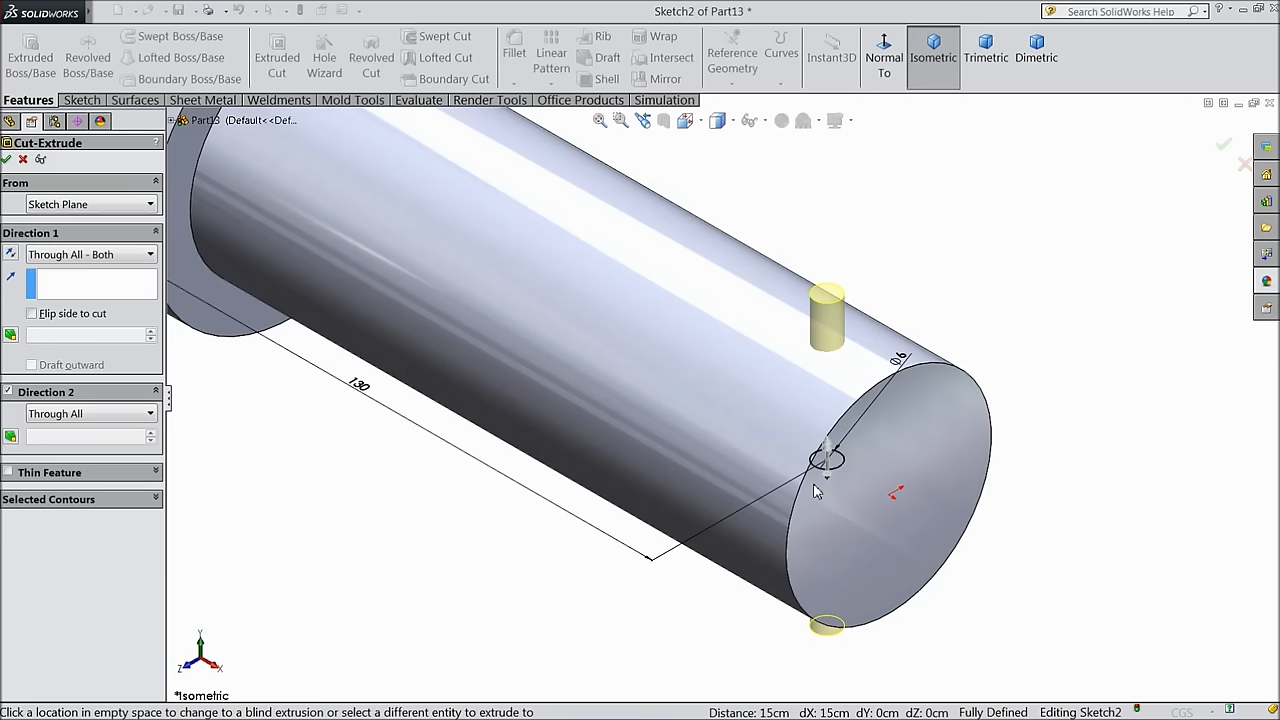 SOLIDWORKS
Sketch2 of Part13 *
Search SolidWorks Help
Extruded Boss/Base
Revolved Boss/Base
Swept Boss/Base
Lofted Boss/Base
Boundary Boss/Base
Extruded Cut
Hole Wizard
Revolved Cut
Swept Cut
Lofted Cut
Boundary Cut
Fillet
Linear Pattern
Rib
Draft
Shell
Wrap
Intersect
Mirror
Reference Geometry
Curves
Instant3D
Normal To
Isometric
Trimetric
Dimetric
Features Sketch Surfaces Sheet Metal Weldments Mold Tools Evaluate Render Tools Office Products Simulation
Part13 (Default<<Def...
Cut-Extrude
?
From
Sketch Plane
Direction 1
Through All - Both
Flip side to cut
Draft outward
Direction 2
Through All
Thin Feature
Selected Contours
130
Ø6
Y
Z
X
*Isometric
Click a location in empty space to change to a blind extrusion or select a different entity to extrude to
Distance: 15cm dX: 15cm dY: 0cm dZ: 0cm Fully Defined Editing Sketch2 CGS